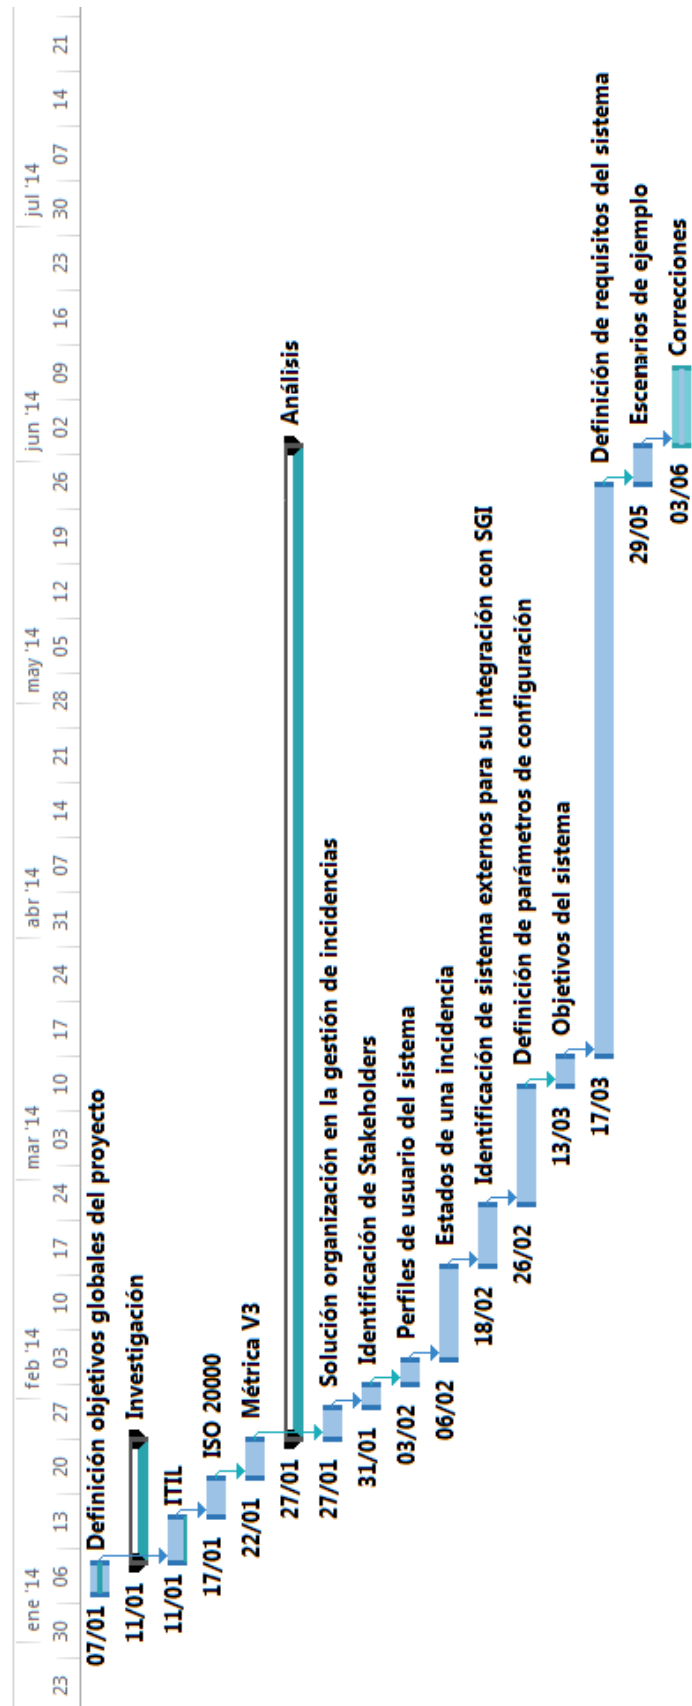 ene '14 feb '14 mar '14 abr '14 may '14 jun '14 jul '14
23 30 06 13 20 27 03 10 17 24 03 10 17 24 31 07 14 21 28 05 12 19 26 02 09 16 23 30 07 14 21
07/01 Definición objetivos globales del proyecto
11/01 Investigación
11/01 ITIL
17/01 ISO 20000
22/01 Métrica V3
27/01 Análisis
27/01 Solución organización en la gestión de incidencias
31/01 Identificación de Stakeholders
03/02 Perfiles de usuario del sistema
06/02 Estados de una incidencia
18/02 Identificación de sistema externos para su integración con SGI
26/02 Definición de parámetros de configuración
13/03 Objetivos del sistema
17/03 Definición de requisitos del sistema
29/05 Escenarios de ejemplo
03/06 Correcciones